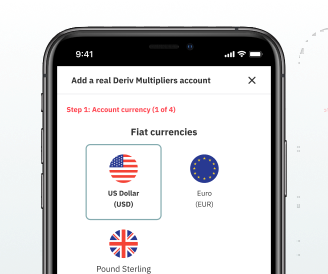 9:41
Add a real Deriv Multipliers account
Step 1: Account currency (1 of 4)
Fiat currencies
US Dollar
(USD)
Euro
(EUR)
Pound Sterling